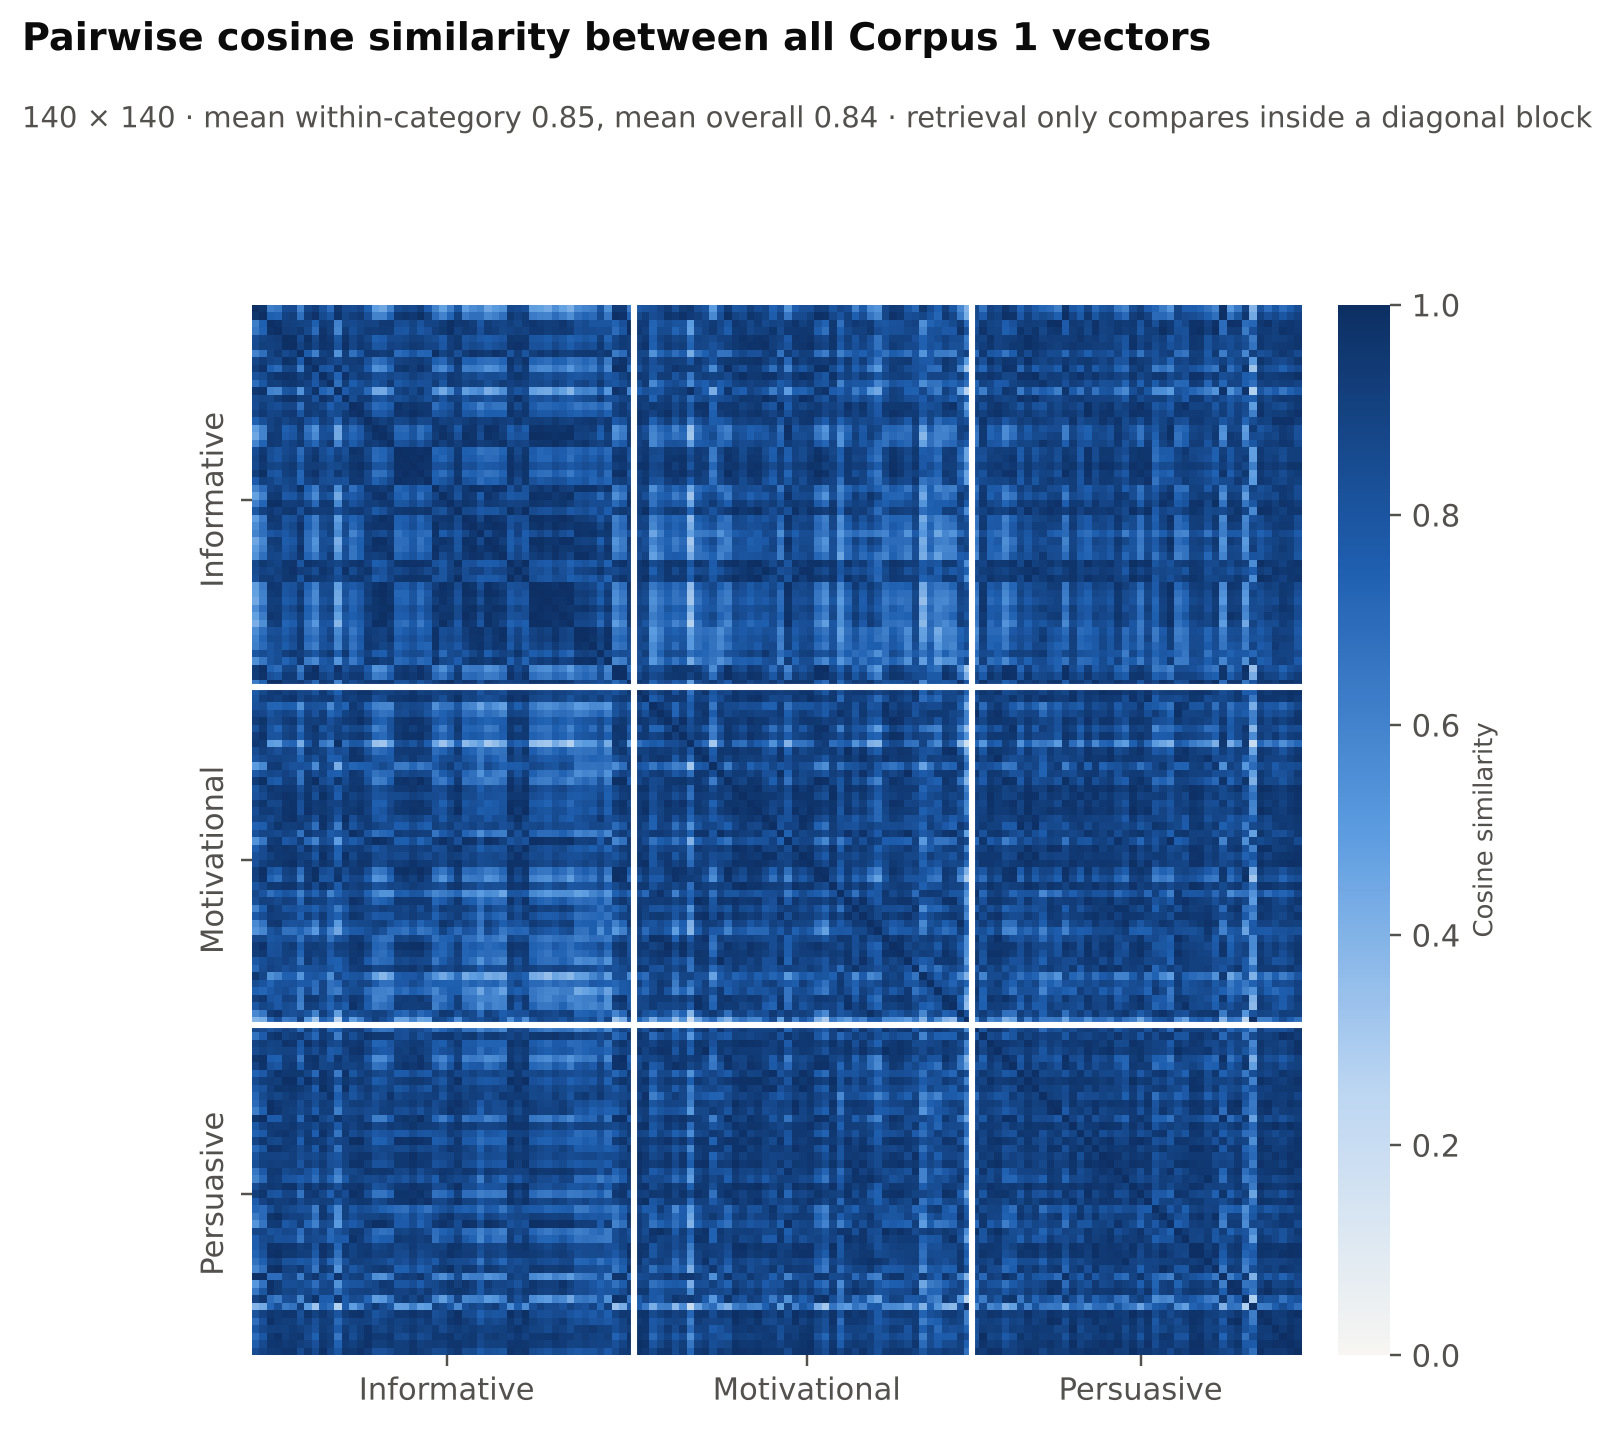 Pairwise cosine similarity between all Corpus 1 vectors
140 × 140 · mean within-category 0.85, mean overall 0.84 · retrieval only compares inside a diagonal block
Informative
Motivational
Persuasive
Informative
Motivational
Persuasive
1.0
0.8
0.6
0.4
0.2
0.0
Cosine similarity